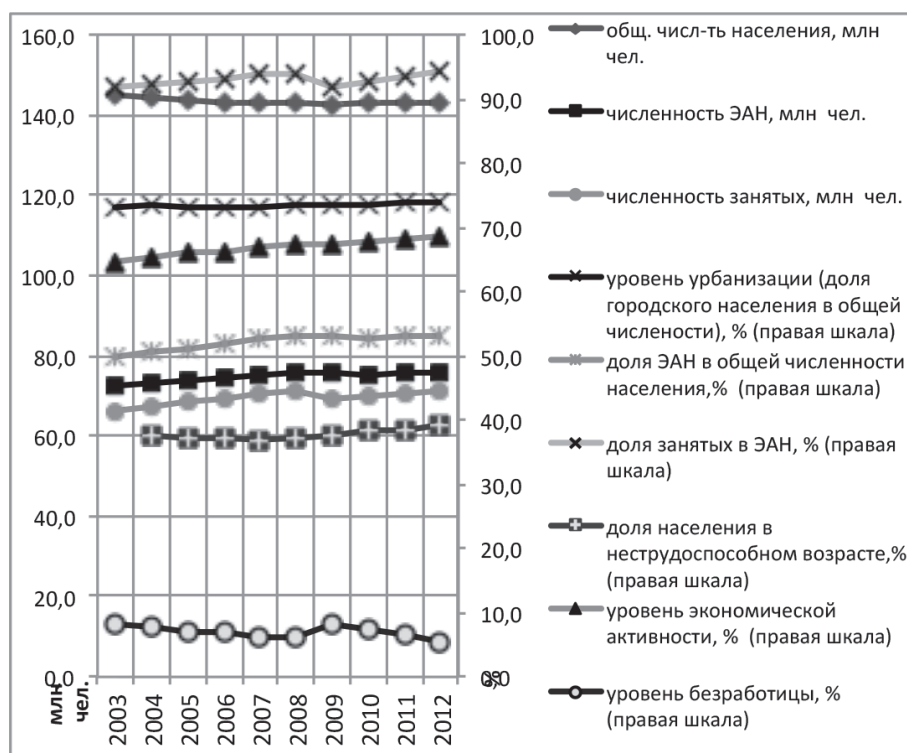 160,0
140,0
120,0
100,0
80,0
60,0
40,0
20,0
0,0
млн
чел.
2003
2004
2005
2006
2007
2008
2009
2010
2011
2012
100,0
90,0
80,0
70,0
60,0
50,0
40,0
30,0
20,0
10,0
0,0
%
общ. числ-ть населения, млн
чел.
численность ЭАН, млн чел.
численность занятых, млн чел.
уровень урбанизации (доля
городского населения в общей
числености), % (правая шкала)
доля ЭАН в общей численности
населения,% (правая шкала)
доля занятых в ЭАН, % (правая
шкала)
доля населения в
неструдоспособном возрасте,%
(правая шкала)
уровень экономической
активности, % (правая шкала)
уровень безработицы, %
(правая шкала)